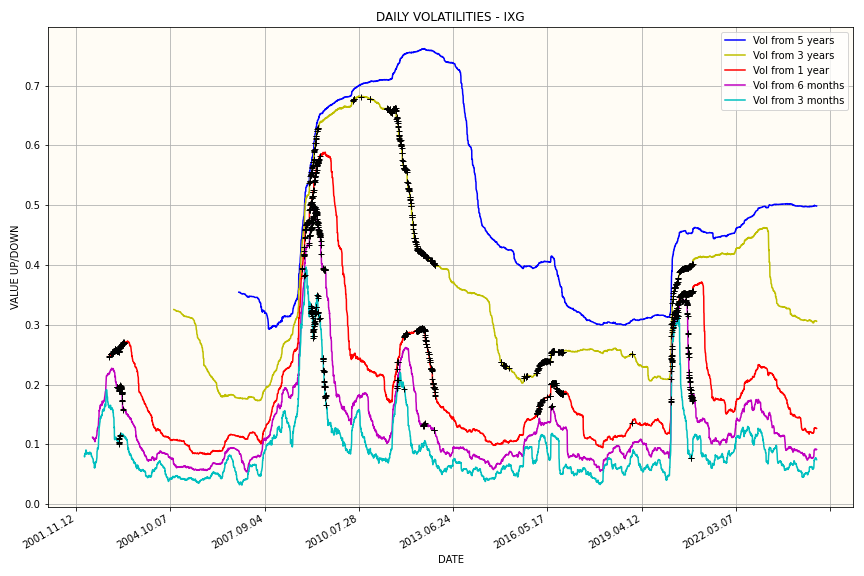 DAILY VOLATILITIES - IXG
Vol from 5 years
Vol from 3 years
Vol from 1 year
Vol from 6 months
Vol from 3 months
VALUE UP/DOWN
0.7
0.6
0.5
0.4
0.3
0.2
0.1
0.0
2001.11.12
2004.10.07
2007.09.04
2010.07.28
2013.06.24
2016.05.17
2019.04.12
2022.03.07
DATE